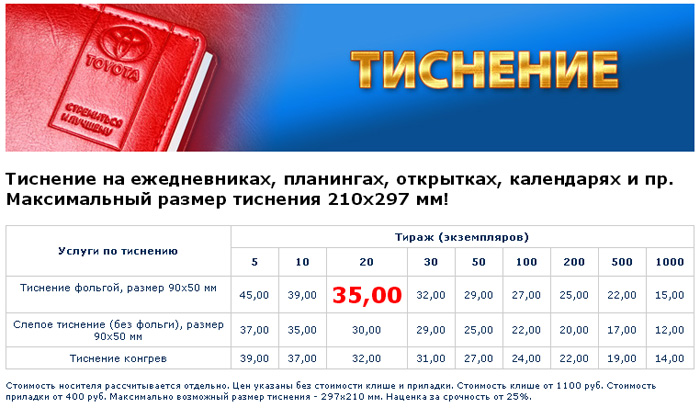 TOYOTA
СТРЕМИТЬСЯ
К ЛУЧШЕМУ
ТИСНЕНИЕ
Тиснение на ежедневниках, планингах, открытках, календарях и пр.
Максимальный размер тиснения 210х297 мм!
Услуги по тиснению
Тираж (экземпляров)
5 10 20 30 50 100 200 500 1000
Тиснение фольгой, размер 90х50 мм
45,00 39,00 35,00 32,00 29,00 27,00 25,00 22,00 15,00
Слепое тиснение (без фольги), размер
90х50 мм
37,00 35,00 30,00 29,00 25,00 22,00 20,00 17,00 12,00
Тиснение конгрев
39,00 37,00 32,00 31,00 27,00 24,00 22,00 19,00 14,00
Стоимость носителя рассчитывается отдельно. Цен указаны без стоимости клише и приладки. Стоимость клише от 1100 руб. Стоимость
приладки от 400 руб. Максимально возможный размер тиснения - 297х210 мм. Наценка за срочность от 25%.